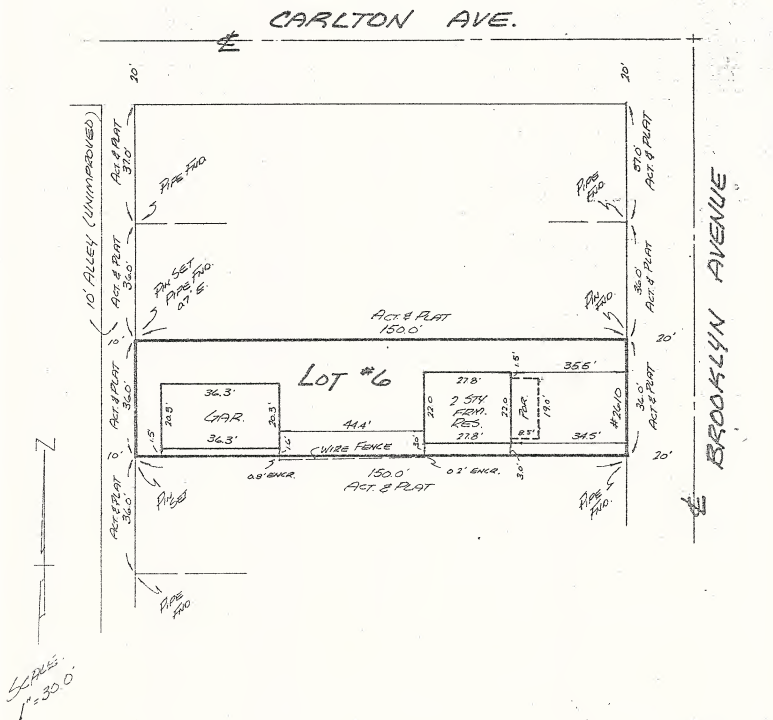 CARLTON AVE.
℄
20'
20'
10' ALLEY (UNIMPROVED)
ACT. & PLAT
37.0'
PIPE FND.
PIPE
FND.
37.0'
ACT. & PLAT
BROOKLYN AVENUE
ACT. & PLAT
36.0'
PIN SET
PIPE FND.
0.7' E.
PIN
FND.
36.0'
ACT. & PLAT
ACT. & PLAT
150.0'
10'
20'
LOT #6
ACT. & PLAT
36.0'
36.3'
20.3'
GAR.
20.3'
36.3'
1.5'
1.6'
44.4'
WIRE FENCE
3.0'
27.8'
22.0
2 STY
FRM.
RES.
22.0
27.8'
1.5'
POR.
19.0'
8.5'
35.5'
34.5'
#2610
36.0'
ACT. & PLAT
10'
20'
0.8' ENCR.
150.0'
ACT. & PLAT
0.2' ENCR.
3.0'
PIN SET
PIPE
FND.
℄
ACT. & PLAT
36.0'
PIPE
FND
SCALE:
1"=30.0'